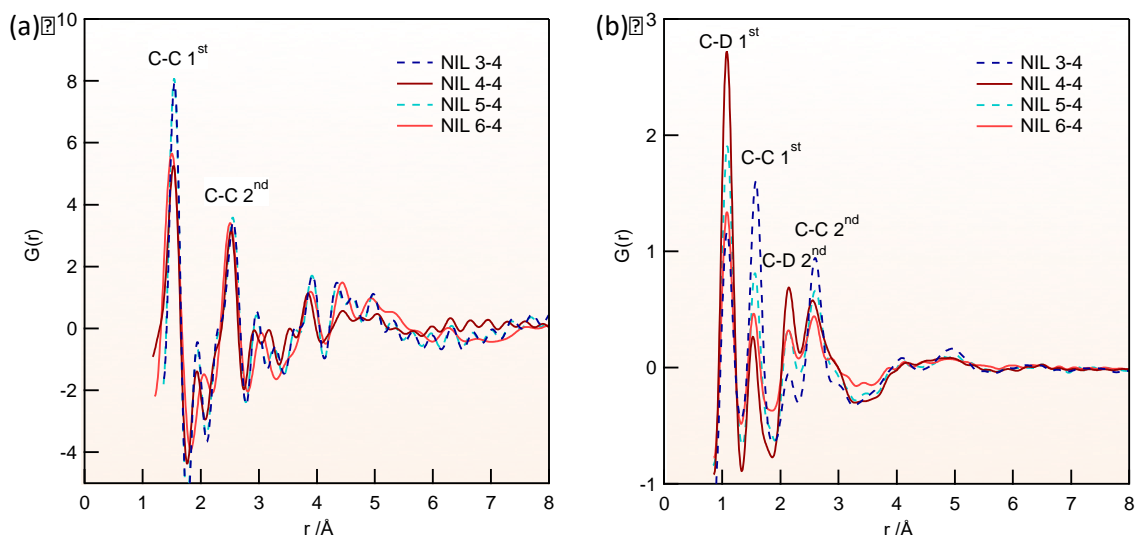 (a)
10
8
6
4
2
0
-2
-4
G(r)
0 1 2 3 4 5 6 7 8
r /Å
C-C 1st
C-C 2nd
NIL 3-4
NIL 4-4
NIL 5-4
NIL 6-4
(b)
3
2
1
0
-1
G(r)
0 1 2 3 4 5 6 7 8
r /Å
C-D 1st
C-C 1st
C-C 2nd
C-D 2nd
NIL 3-4
NIL 4-4
NIL 5-4
NIL 6-4